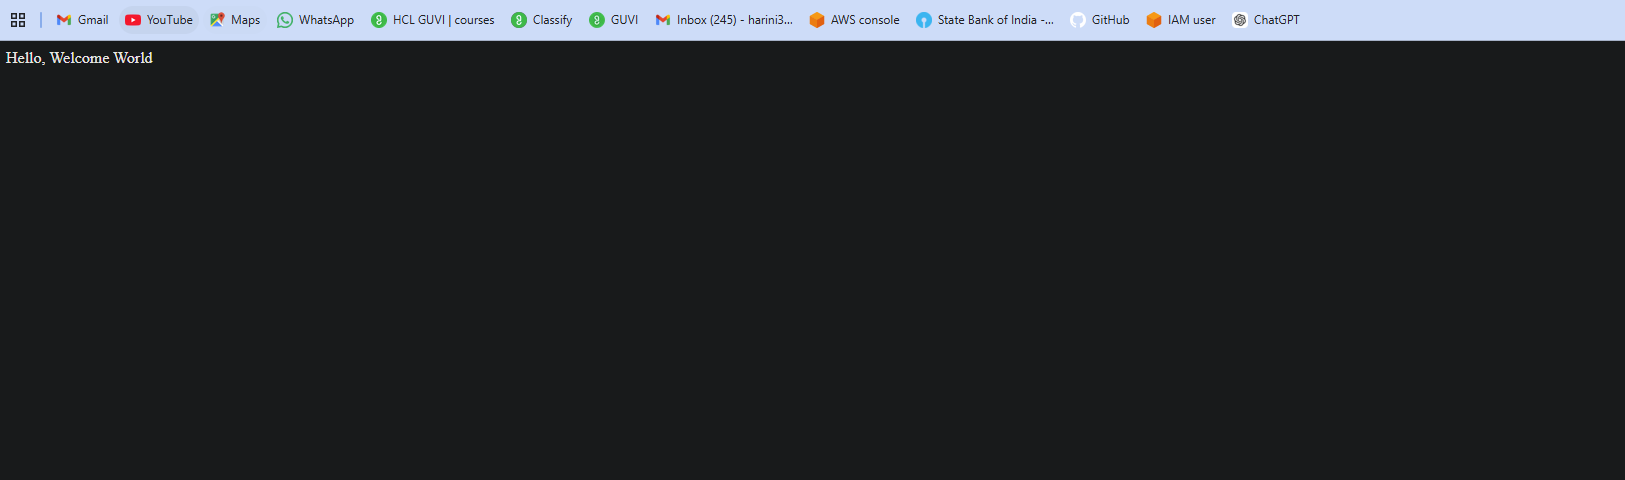 Gmail YouTube Maps WhatsApp HCL GUVI | courses Classify GUVI Inbox (245) - harini3... AWS console State Bank of India -... GitHub IAM user ChatGPT
Hello, Welcome World